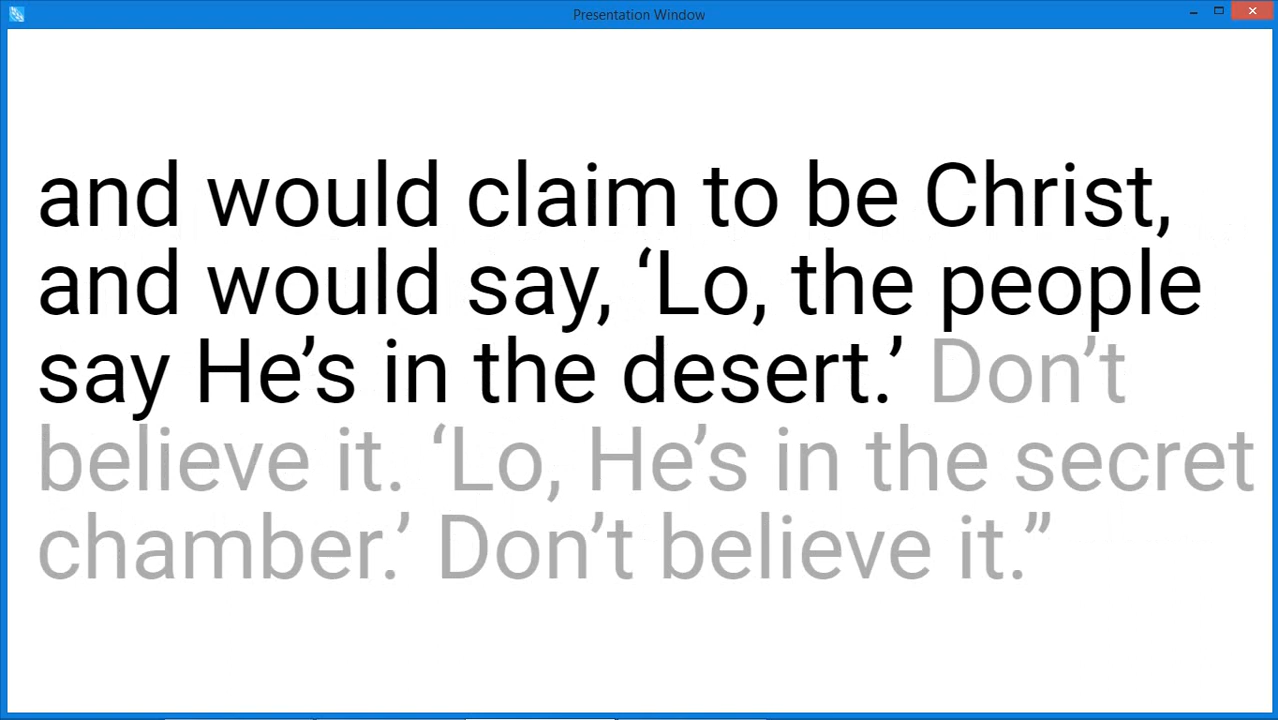 Presentation Window
and would claim to be Christ,
and would say, ‘Lo, the people
say He’s in the desert.’ Don’t
believe it. ‘Lo, He’s in the secret
chamber.’ Don’t believe it.”